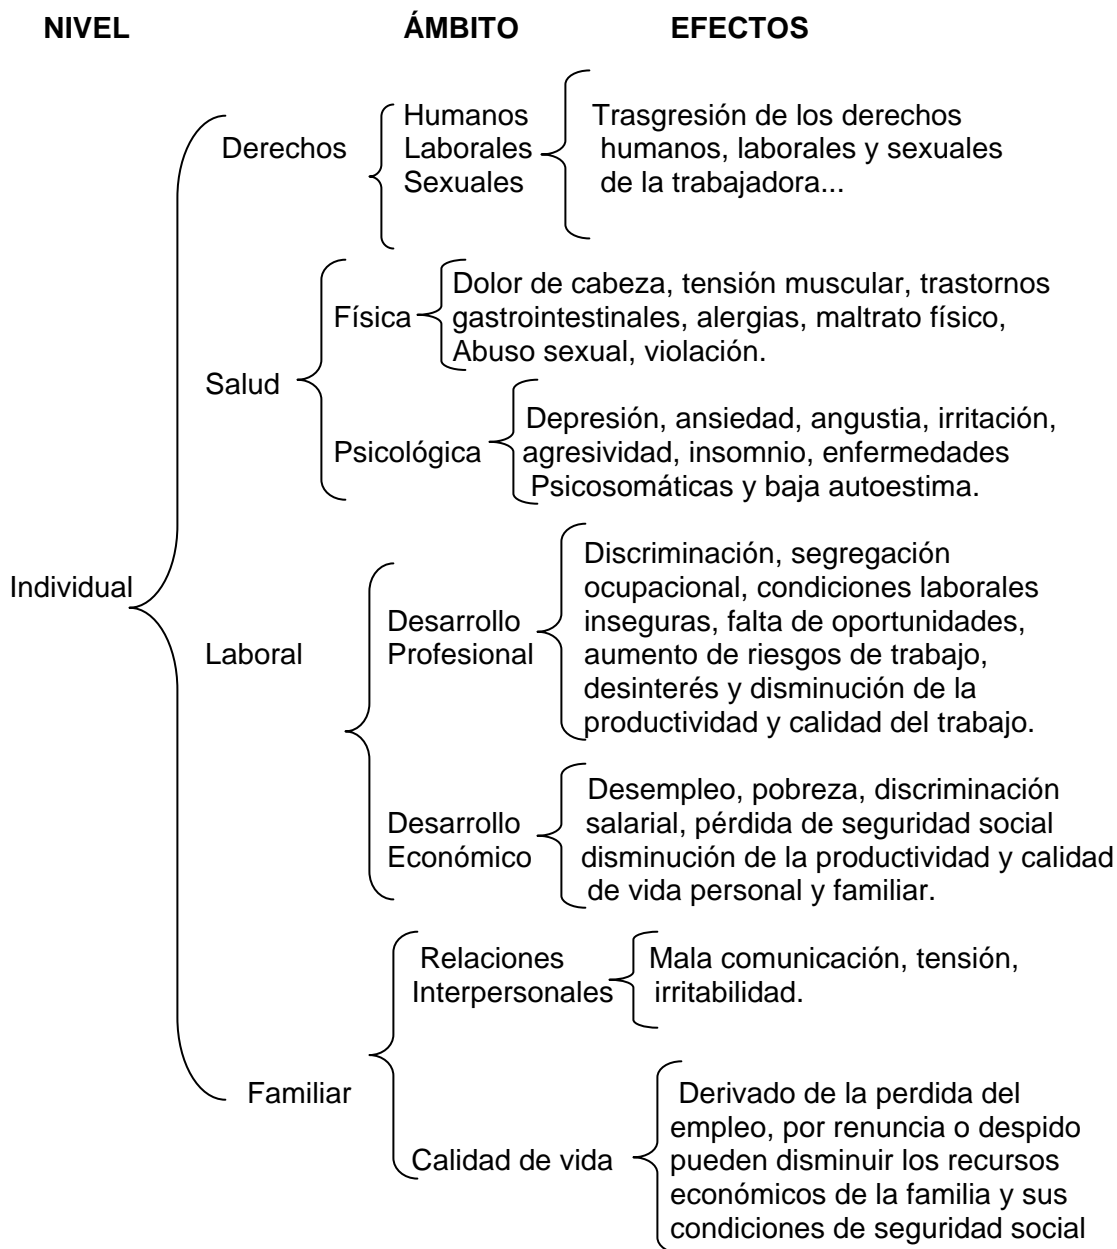 NIVEL ÁMBITO EFECTOS
Humanos
Derechos Laborales
Sexuales
Trasgresión de los derechos
humanos, laborales y sexuales
de la trabajadora...
Dolor de cabeza, tensión muscular, trastornos
Física gastrointestinales, alergias, maltrato físico,
Abuso sexual, violación.
Salud
Depresión, ansiedad, angustia, irritación,
Psicológica agresividad, insomnio, enfermedades
Psicosomáticas y baja autoestima.
Individual
Laboral
Desarrollo
Profesional
Discriminación, segregación
ocupacional, condiciones laborales
inseguras, falta de oportunidades,
aumento de riesgos de trabajo,
desinterés y disminución de la
productividad y calidad del trabajo.
Desarrollo
Económico
Desempleo, pobreza, discriminación
salarial, pérdida de seguridad social
disminución de la productividad y calidad
de vida personal y familiar.
Familiar
Relaciones
Interpersonales
Mala comunicación, tensión,
irritabilidad.
Calidad de vida
Derivado de la perdida del
empleo, por renuncia o despido
pueden disminuir los recursos
económicos de la familia y sus
condiciones de seguridad social